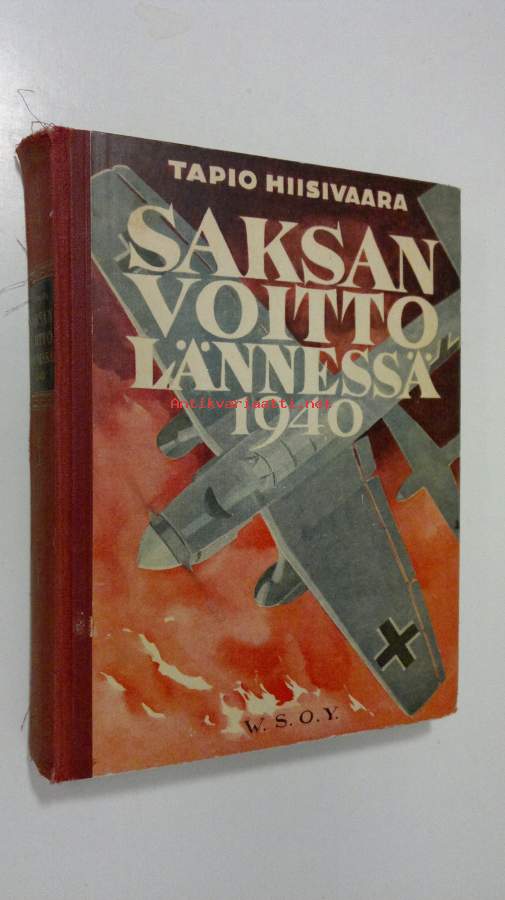 TAPIO HIISIVAARA
SAKSAN
VOITTO
LÄNNESSÄ
Antikvariaatti.net
1940
W. S. O. Y.